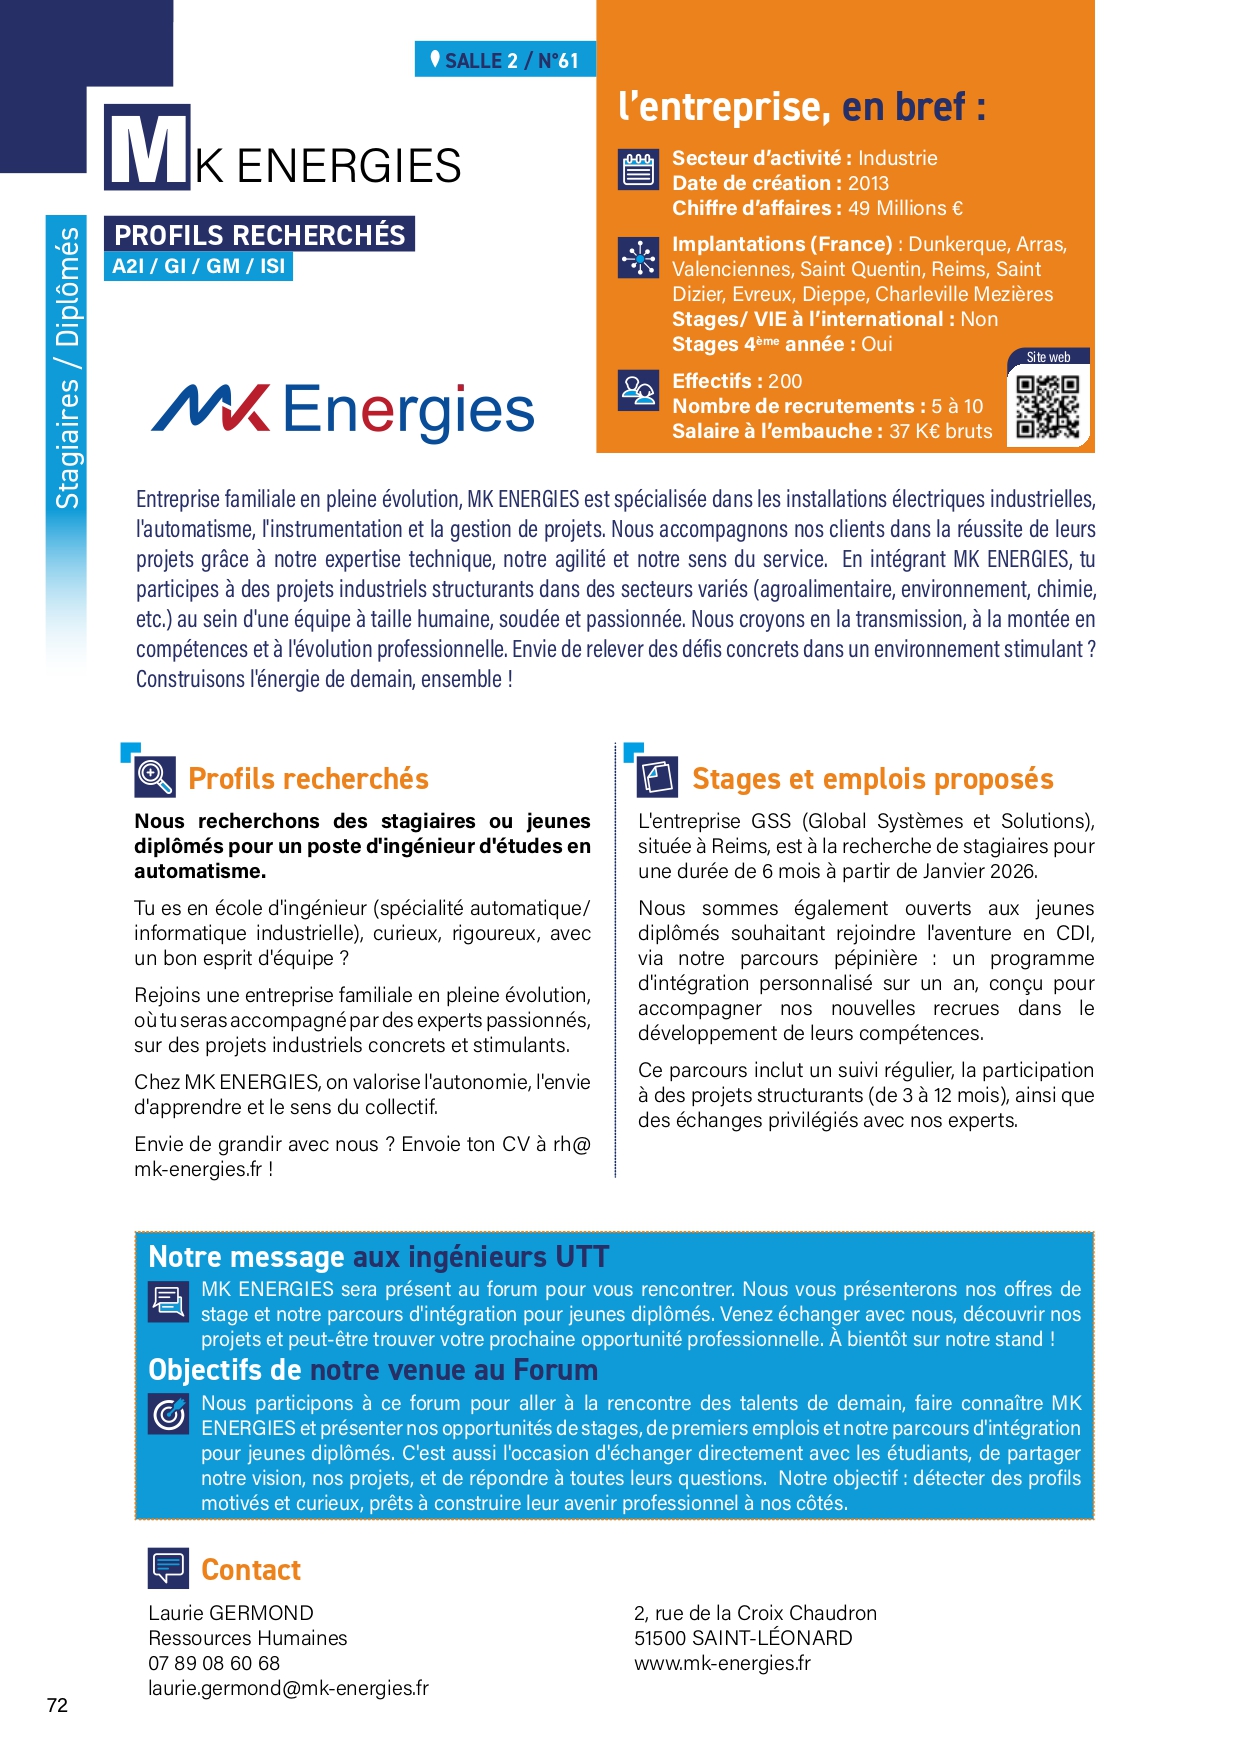 SALLE 2 / N°61
MK ENERGIES
PROFILS RECHERCHÉS
A2I / GI / GM / ISI
Stagiaires / Diplômés
MK Energies
l'entreprise, en bref :
Secteur d'activité : Industrie
Date de création : 2013
Chiffre d'affaires : 49 Millions €
Implantations (France) : Dunkerque, Arras,
Valenciennes, Saint Quentin, Reims, Saint
Dizier, Evreux, Dieppe, Charleville Mezières
Stages/ VIE à l'international : Non
Stages 4ème année : Oui
Site web
Effectifs : 200
Nombre de recrutements : 5 à 10
Salaire à l'embauche : 37 K€ bruts
Entreprise familiale en pleine évolution, MK ENERGIES est spécialisée dans les installations électriques industrielles,
l'automatisme, l'instrumentation et la gestion de projets. Nous accompagnons nos clients dans la réussite de leurs
projets grâce à notre expertise technique, notre agilité et notre sens du service. En intégrant MK ENERGIES, tu
participes à des projets industriels structurants dans des secteurs variés (agroalimentaire, environnement, chimie,
etc.) au sein d'une équipe à taille humaine, soudée et passionnée. Nous croyons en la transmission, à la montée en
compétences et à l'évolution professionnelle. Envie de relever des défis concrets dans un environnement stimulant ?
Construisons l'énergie de demain, ensemble !
Profils recherchés
Nous recherchons des stagiaires ou jeunes
diplômés pour un poste d'ingénieur d'études en
automatisme.
Tu es en école d'ingénieur (spécialité automatique/
informatique industrielle), curieux, rigoureux, avec
un bon esprit d'équipe ?
Rejoins une entreprise familiale en pleine évolution,
où tu seras accompagné par des experts passionnés,
sur des projets industriels concrets et stimulants.
Chez MK ENERGIES, on valorise l'autonomie, l'envie
d'apprendre et le sens du collectif.
Envie de grandir avec nous ? Envoie ton CV à rh@
mk-energies.fr !
Stages et emplois proposés
L'entreprise GSS (Global Systèmes et Solutions),
située à Reims, est à la recherche de stagiaires pour
une durée de 6 mois à partir de Janvier 2026.
Nous sommes également ouverts aux jeunes
diplômés souhaitant rejoindre l'aventure en CDI,
via notre parcours pépinière : un programme
d'intégration personnalisé sur un an, conçu pour
accompagner nos nouvelles recrues dans le
développement de leurs compétences.
Ce parcours inclut un suivi régulier, la participation
à des projets structurants (de 3 à 12 mois), ainsi que
des échanges privilégiés avec nos experts.
Notre message aux ingénieurs UTT
MK ENERGIES sera présent au forum pour vous rencontrer. Nous vous présenterons nos offres de
stage et notre parcours d'intégration pour jeunes diplômés. Venez échanger avec nous, découvrir nos
projets et peut-être trouver votre prochaine opportunité professionnelle. À bientôt sur notre stand !
Objectifs de notre venue au Forum
Nous participons à ce forum pour aller à la rencontre des talents de demain, faire connaître MK
ENERGIES et présenter nos opportunités de stages, de premiers emplois et notre parcours d'intégration
pour jeunes diplômés. C'est aussi l'occasion d'échanger directement avec les étudiants, de partager
notre vision, nos projets, et de répondre à toutes leurs questions. Notre objectif : détecter des profils
motivés et curieux, prêts à construire leur avenir professionnel à nos côtés.
Contact
Laurie GERMOND
Ressources Humaines
07 89 08 60 68
laurie.germond@mk-energies.fr
2, rue de la Croix Chaudron
51500 SAINT-LÉONARD
www.mk-energies.fr
72